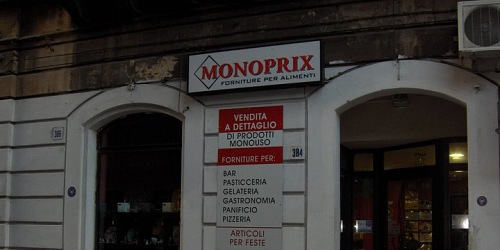 MONOPRIX
FORNITURE PER ALIMENTI
VENDITA
A DETTAGLIO
DI PRODOTTI
MONOUSO
FORNITURE PER:
BAR
PASTICCERIA
GELATERIA
GASTRONOMIA
PANIFICIO
PIZZERIA
ARTICOLI
PER FESTE
384